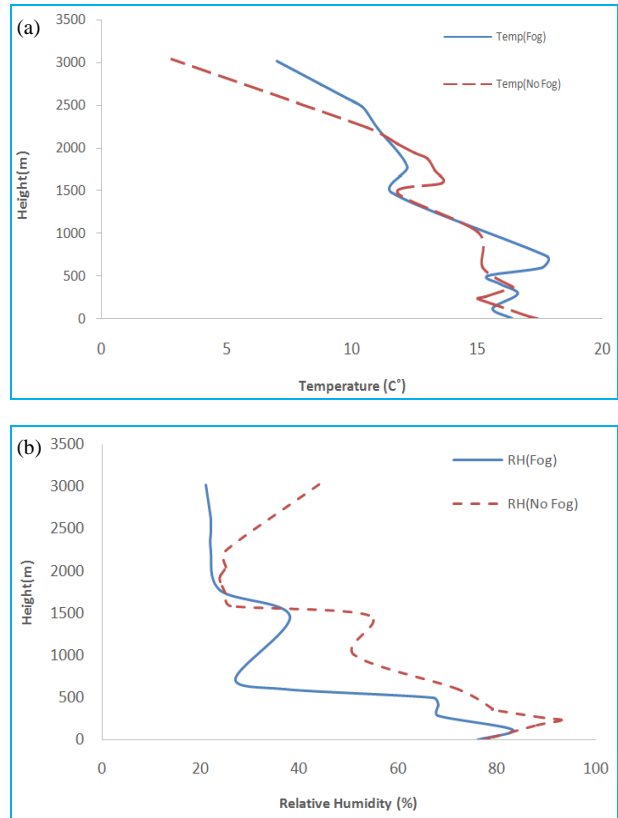 (a)
Temp(Fog)
Temp(No Fog)
3500
3000
2500
2000
1500
1000
500
0
Height(m)
0 5 10 15 20
Temperature (C˚)
(b)
RH(Fog)
RH(No Fog)
3500
3000
2500
2000
1500
1000
500
0
Height(m)
0 20 40 60 80 100
Relative Humidity (%)